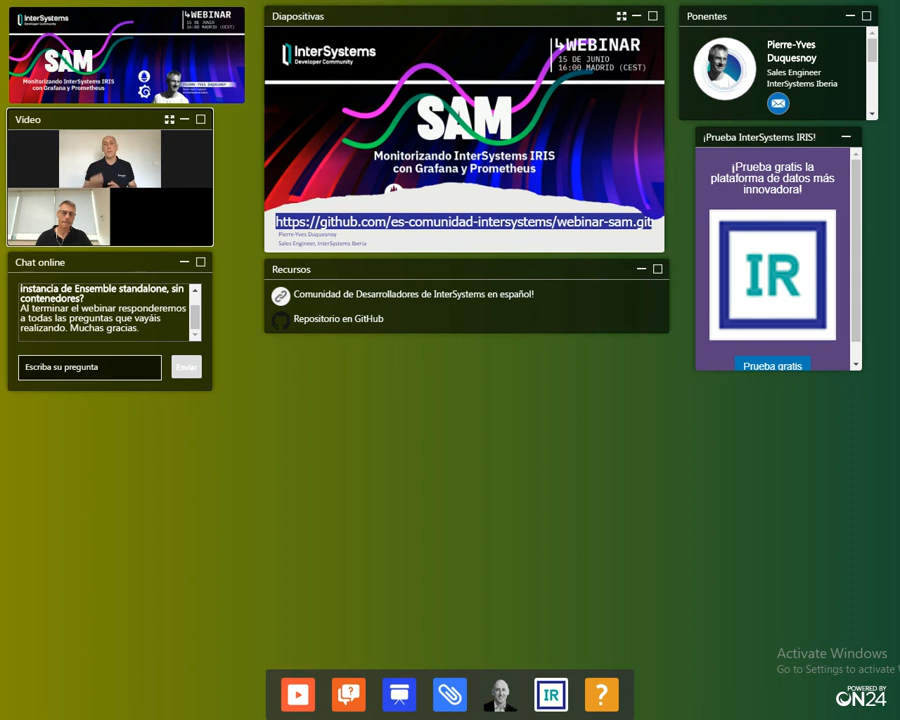 InterSystems
WEBINAR
15 DE JUNIO
16:00 MADRID (CEST)
SAM
Monitorizando InterSystems IRIS
con Grafana y Prometheus
PIERRE-YVES DUQUESNOY
Video
Chat online
instancia de Ensemble standalone, sin
contenedores?
Al terminar el webinar responderemos
a todas las preguntas que vayáis
realizando. Muchas gracias.
Escriba su pregunta
Enviar
Diapositivas
InterSystems
Developer Community
WEBINAR
15 DE JUNIO
16:00 MADRID (CEST)
SAM
Monitorizando InterSystems IRIS
con Grafana y Prometheus
https://github.com/es-comunidad-intersystems/webinar-sam.git
Pierre-Yves Duquesnoy
Sales Engineer, InterSystems Iberia
Recursos
Comunidad de Desarrolladores de InterSystems en español!
Repositorio en GitHub
Ponentes
Pierre-Yves
Duquesnoy
Sales Engineer
InterSystems Iberia
¡Prueba InterSystems IRIS!
¡Prueba gratis la
plataforma de datos más
innovadora!
IR
Prueba gratis
Activate Windows
Go to Settings to activate
IR
?
POWERED BY
ON24